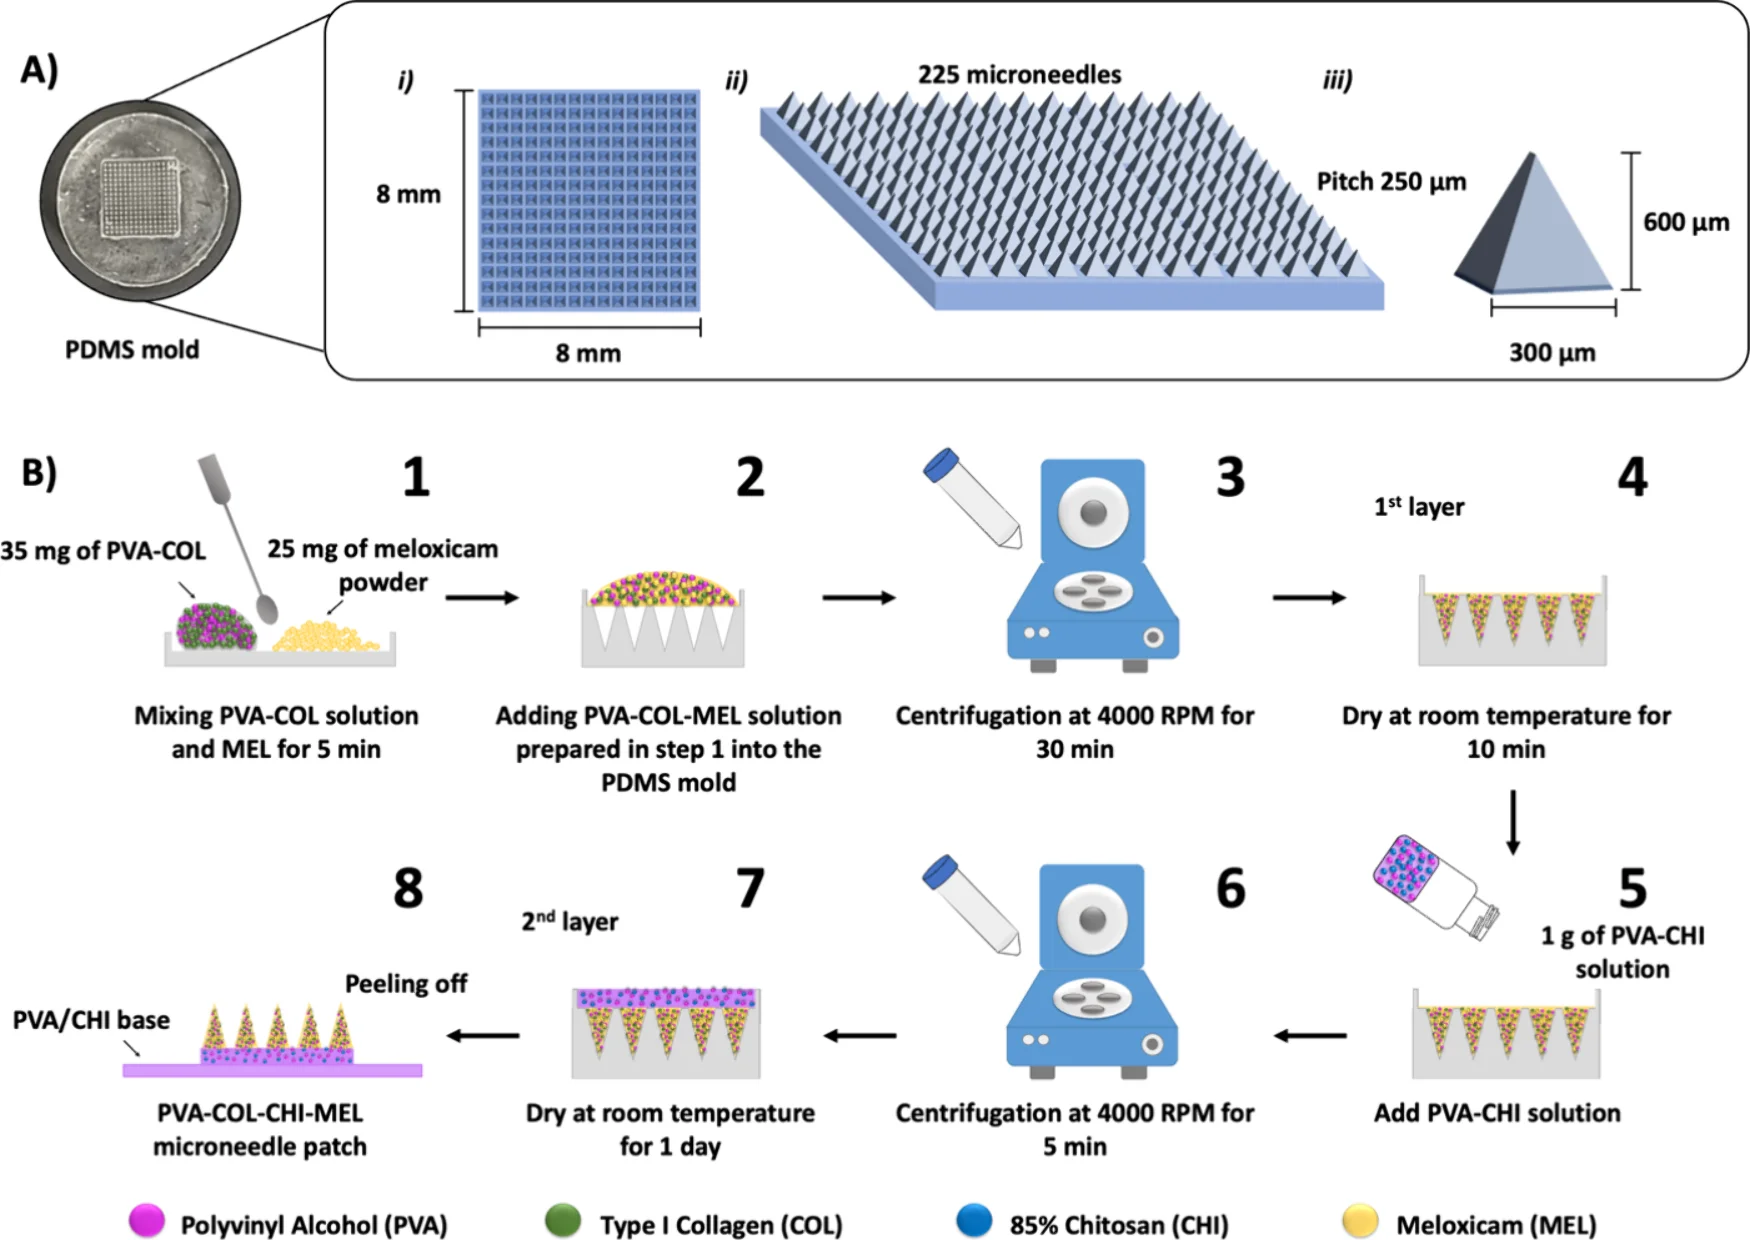 A)
PDMS mold
i)
8 mm
8 mm
ii)
225 microneedles
iii)
Pitch 250 µm
600 µm
300 µm
B)
1
35 mg of PVA-COL
25 mg of meloxicam
powder
Mixing PVA-COL solution
and MEL for 5 min
2
Adding PVA-COL-MEL solution
prepared in step 1 into the
PDMS mold
3
Centrifugation at 4000 RPM for
30 min
4
1st layer
Dry at room temperature for
10 min
5
1 g of PVA-CHI
solution
Add PVA-CHI solution
6
Centrifugation at 4000 RPM for
5 min
7
2nd layer
Dry at room temperature
for 1 day
8
Peeling off
PVA/CHI base
PVA-COL-CHI-MEL
microneedle patch
Polyvinyl Alcohol (PVA)
Type I Collagen (COL)
85% Chitosan (CHI)
Meloxicam (MEL)